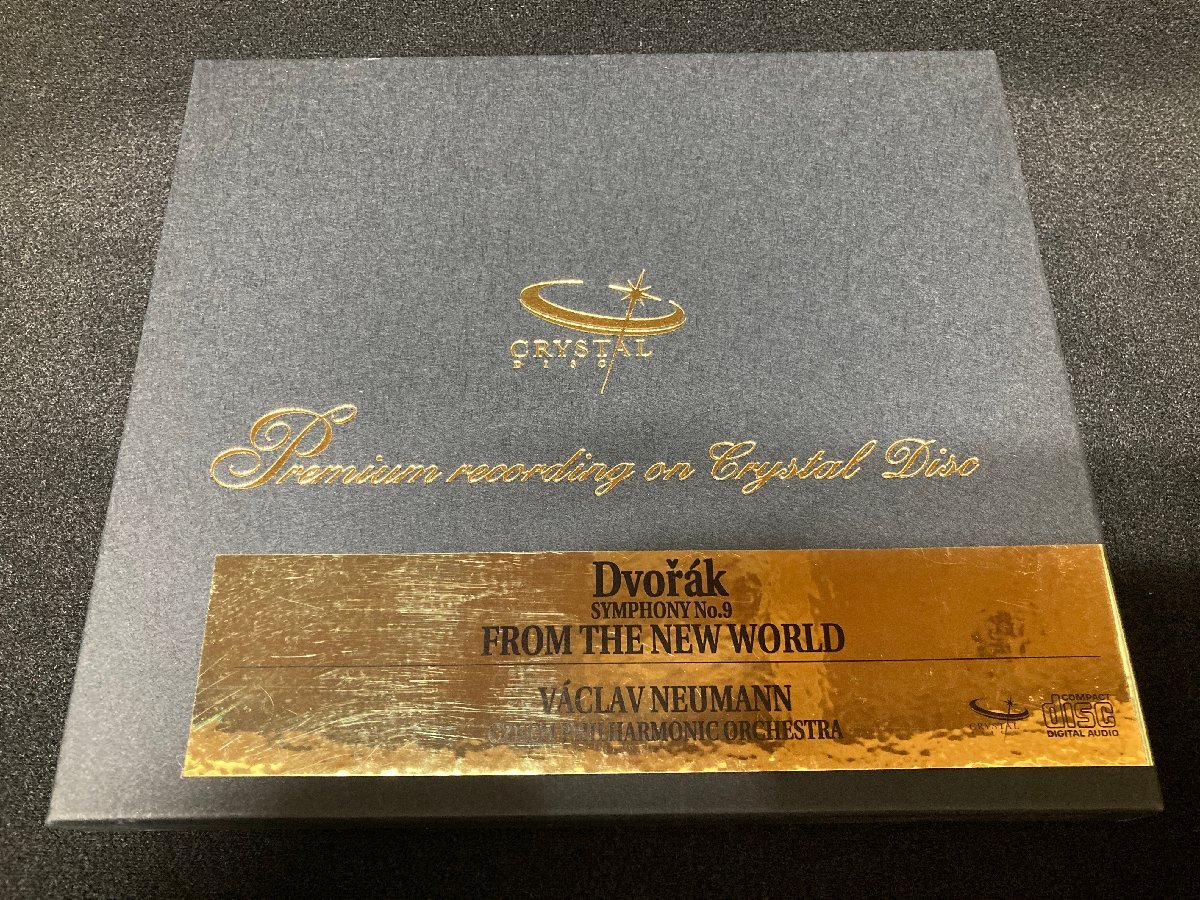 CRYSTAL
DISC
Premium recording on Crystal Disc
Dvořák
SYMPHONY No.9
FROM THE NEW WORLD
VÁCLAV NEUMANN
CZECH PHILHARMONIC ORCHESTRA
CRYSTAL
COMPACT
disc
DIGITAL AUDIO